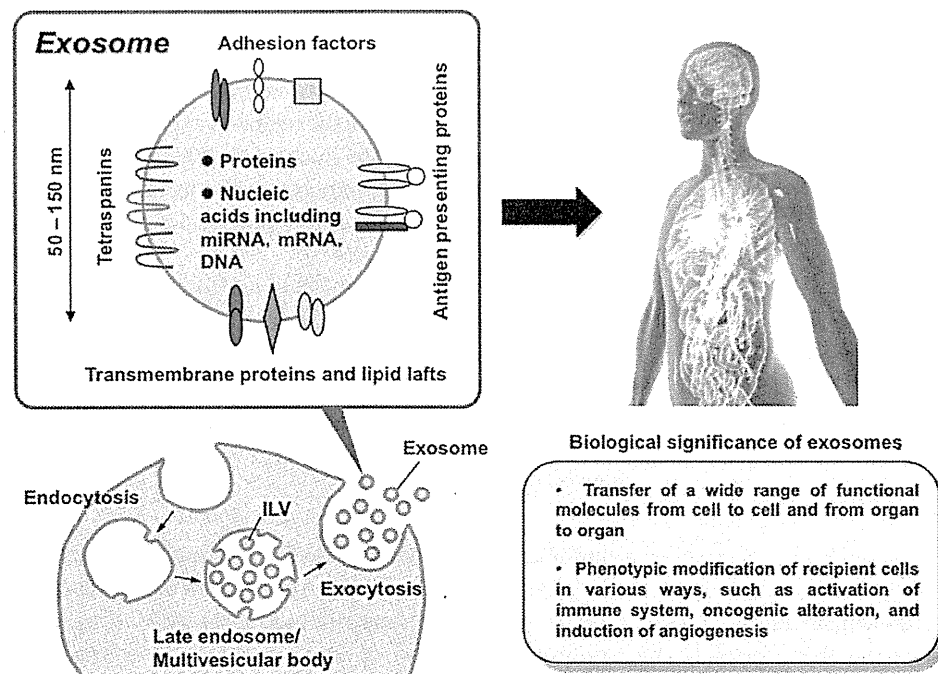 Exosome
Adhesion factors
50–150 nm
Tetraspanins
● Proteins
● Nucleic
acids including
miRNA, mRNA,
DNA
Antigen presenting proteins
Transmembrane proteins and lipid lafts
Exosome
Endocytosis
ILV
Exocytosis
Late endosome/
Multivesicular body
Biological significance of exosomes
• Transfer of a wide range of functional
molecules from cell to cell and from organ
to organ
• Phenotypic modification of recipient cells
in various ways, such as activation of
immune system, oncogenic alteration, and
induction of angiogenesis